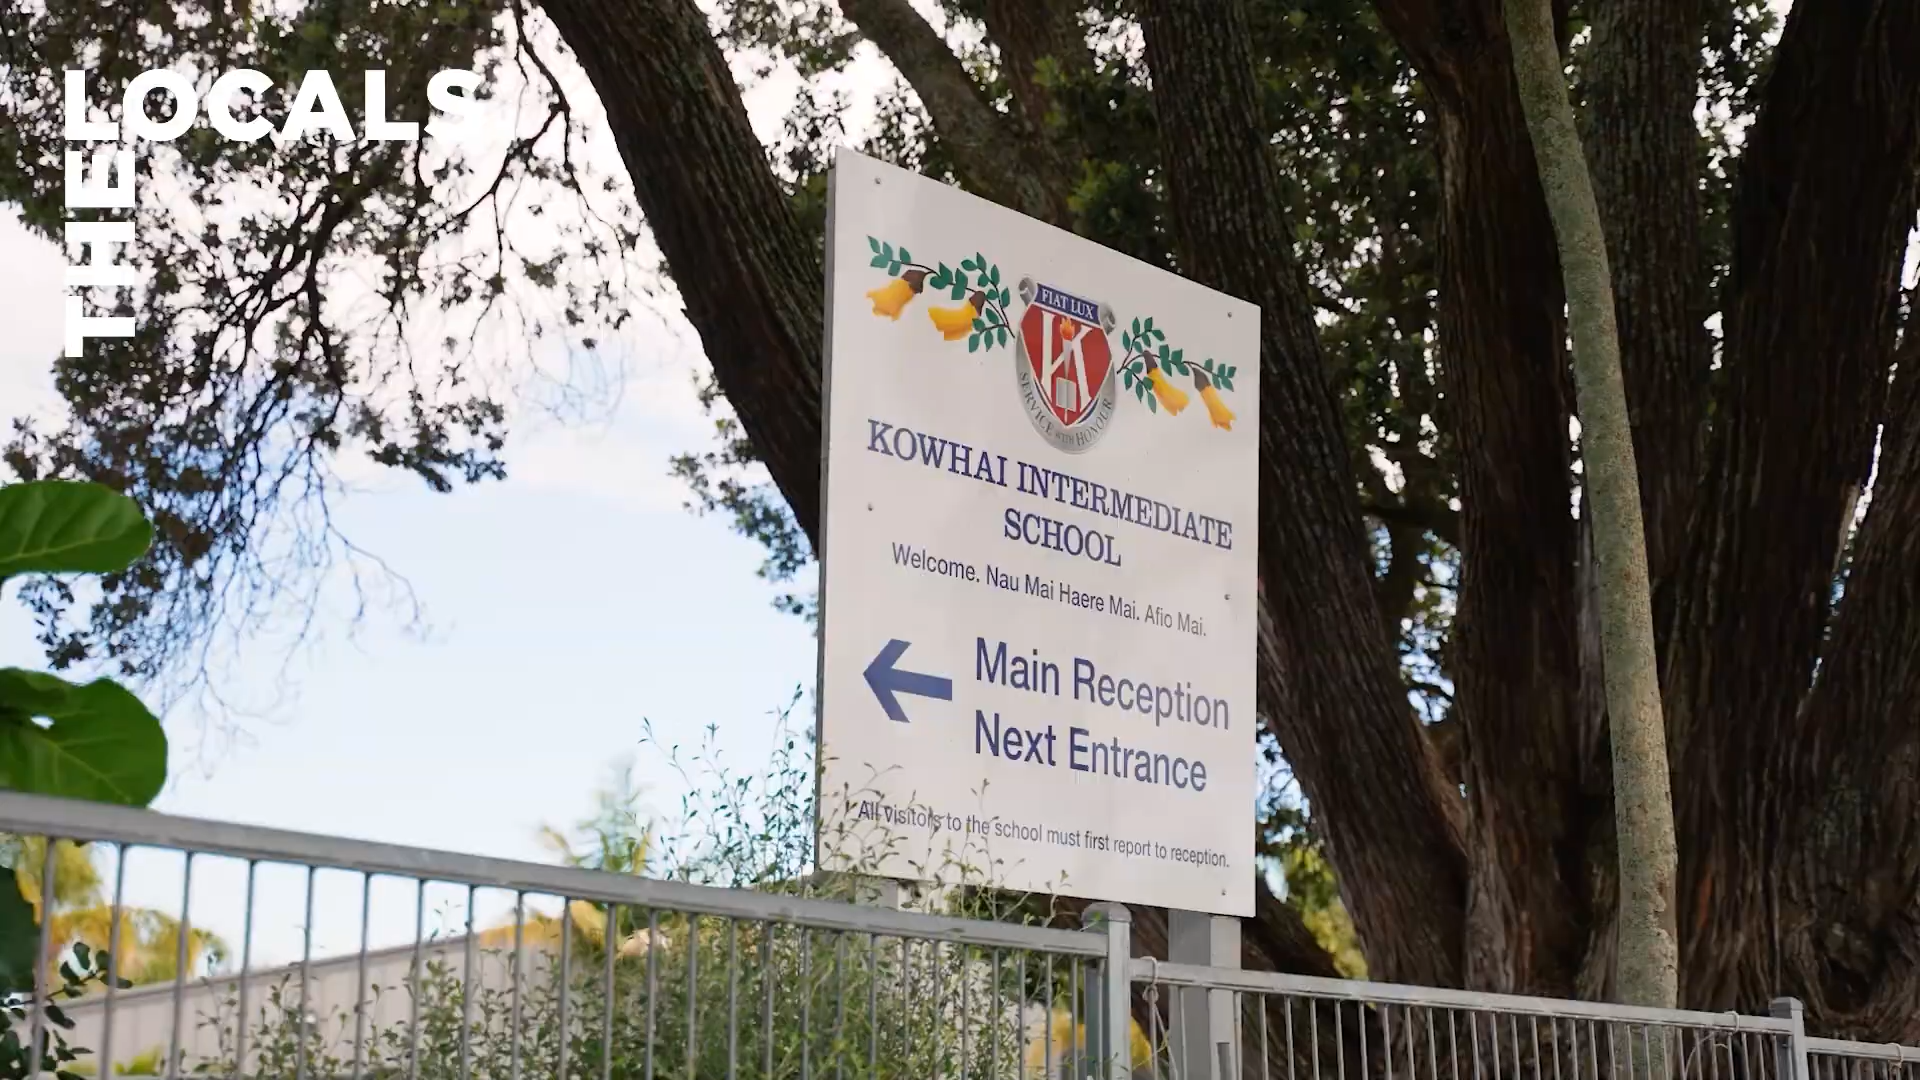 THE LOCALS
FIAT LUX
SERVICE WITH HONOUR
KOWHAI INTERMEDIATE
SCHOOL
Welcome. Nau Mai Haere Mai. Afio Mai.
Main Reception
Next Entrance
All visitors to the school must first report to reception.